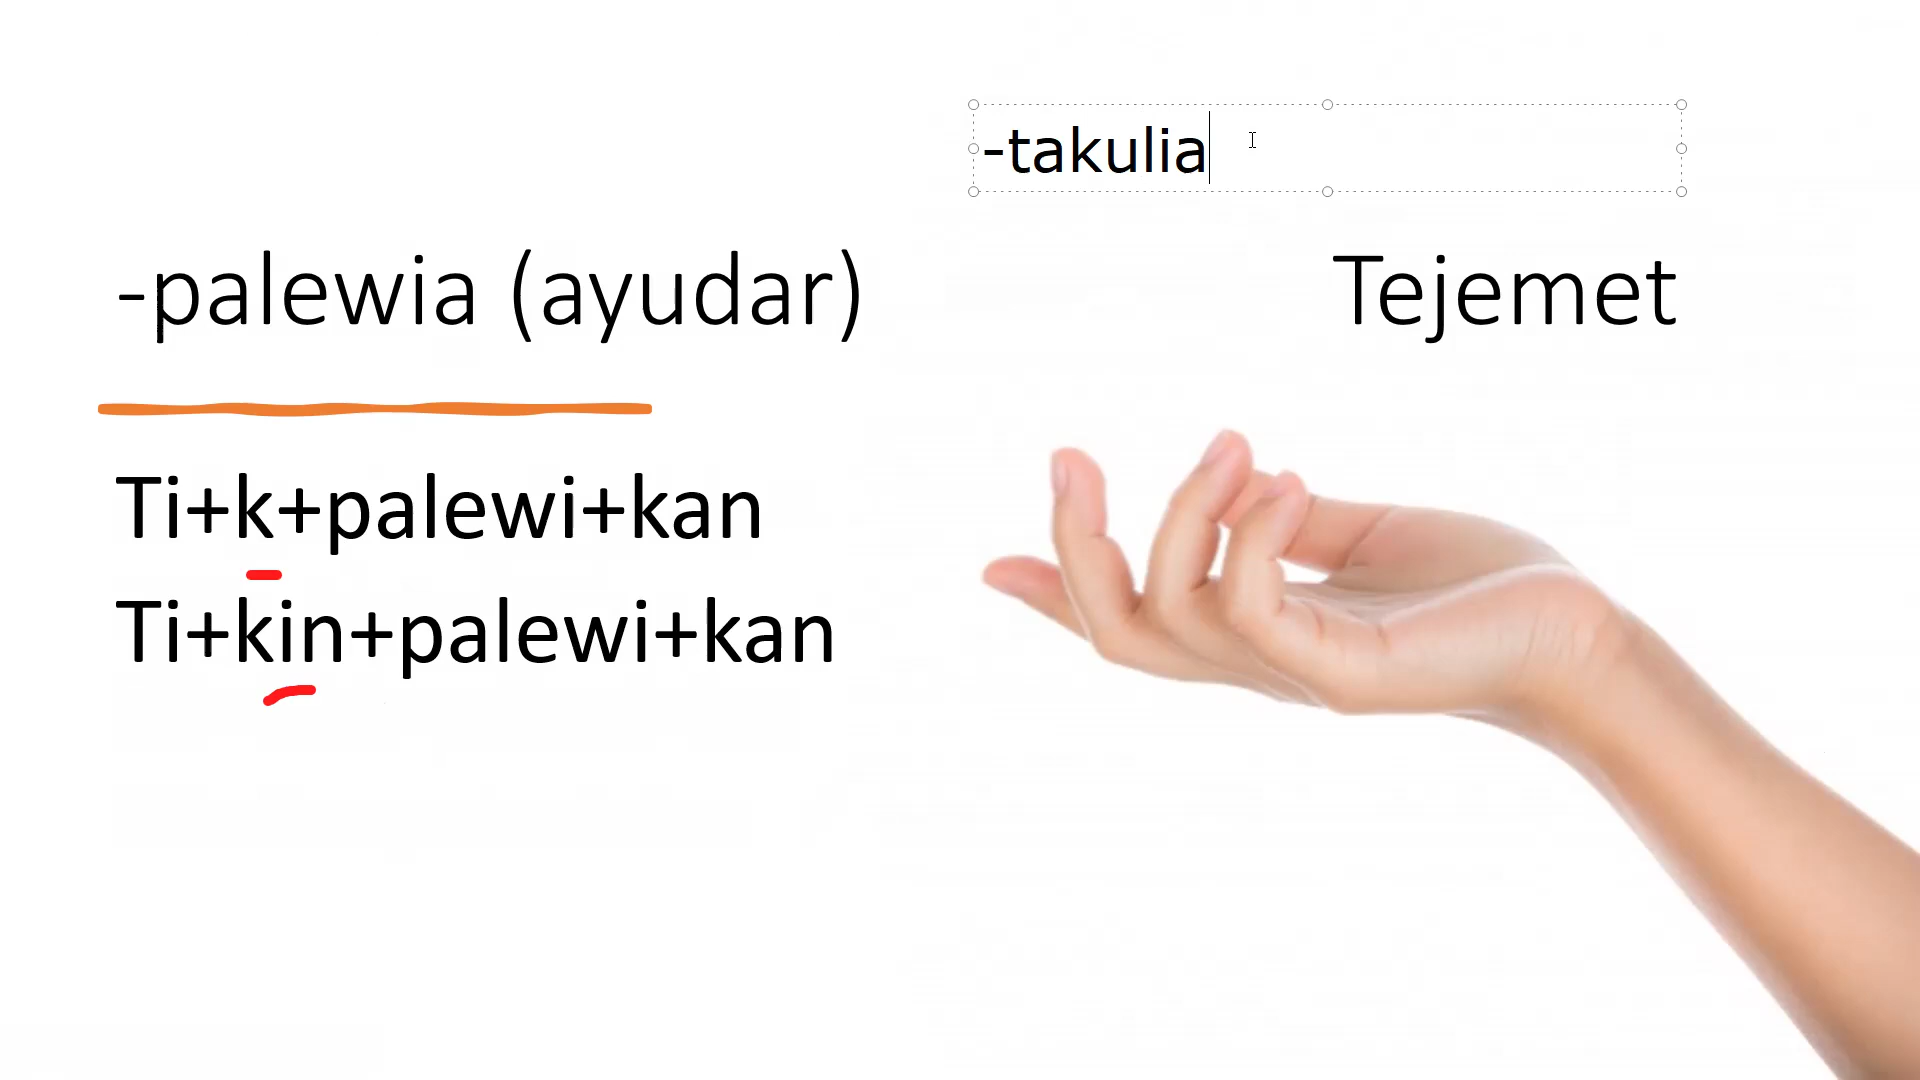 -takulia
-palewia (ayudar)
Tejemet
Ti+k+palewi+kan
Ti+kin+palewi+kan